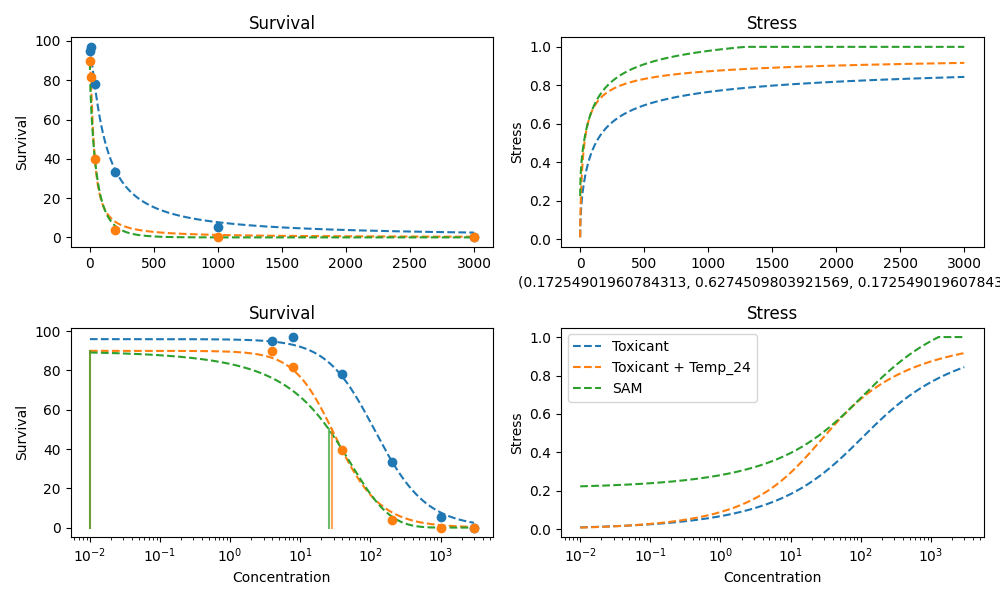 Survival
Survival
100
80
60
40
20
0
0 500 1000 1500 2000 2500 3000
Stress
Stress
1.0
0.8
0.6
0.4
0.2
0.0
0 500 1000 1500 2000 2500 3000
(0.17254901960784313, 0.6274509803921569, 0.172549019607843
Survival
Survival
100
80
60
40
20
0
10⁻² 10⁻¹ 10⁰ 10¹ 10² 10³
Concentration
Stress
Stress
1.0
0.8
0.6
0.4
0.2
0.0
Toxicant
Toxicant + Temp_24
SAM
10⁻² 10⁻¹ 10⁰ 10¹ 10² 10³
Concentration